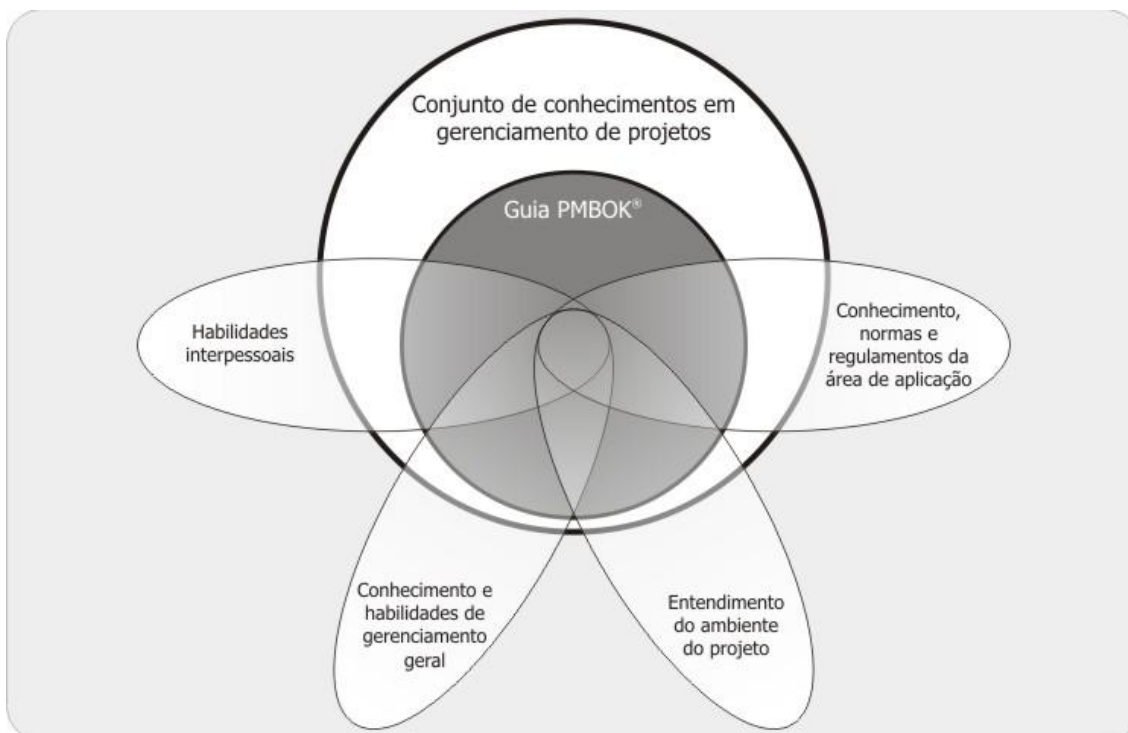 Conjunto de conhecimentos em
gerenciamento de projetos
Guia PMBOK®
Habilidades
interpessoais
Conhecimento,
normas e
regulamentos da
área de aplicação
Conhecimento e
habilidades de
gerenciamento
geral
Entendimento
do ambiente
do projeto